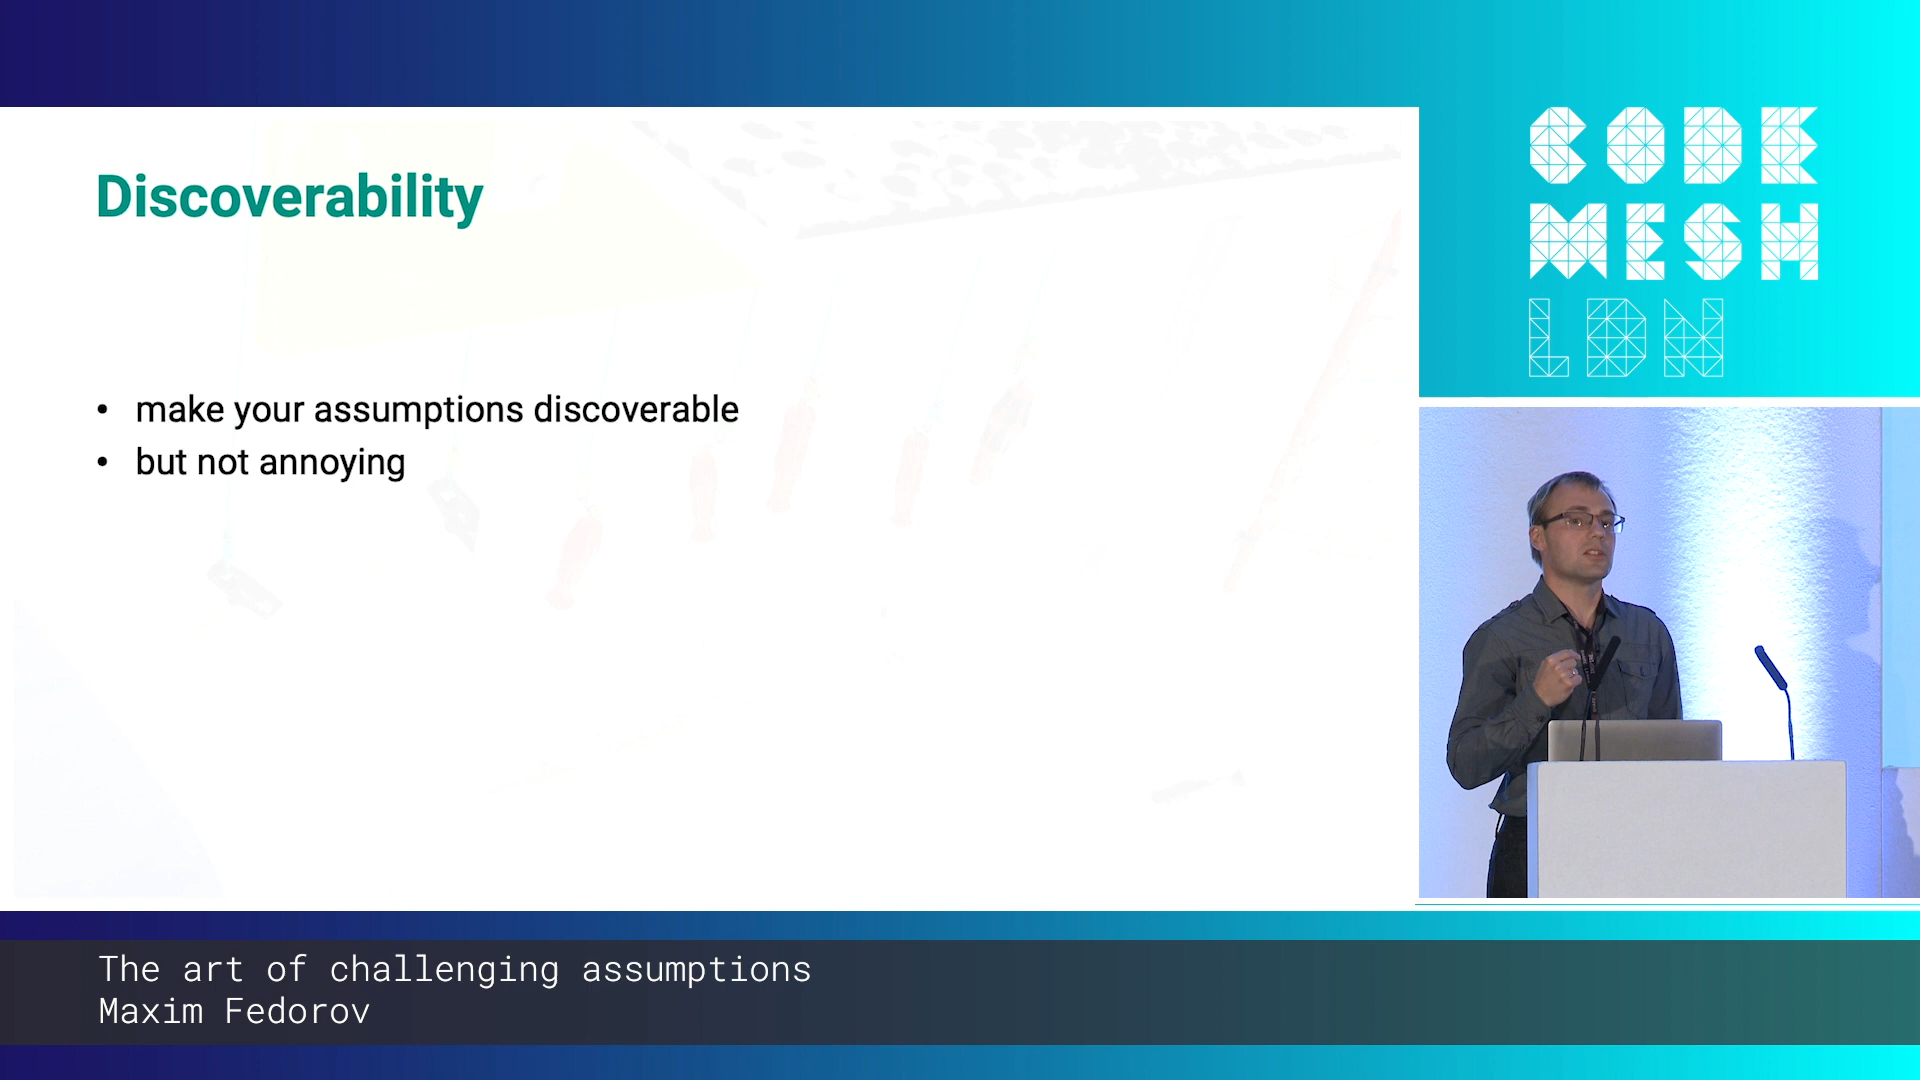 Discoverability
• make your assumptions discoverable
• but not annoying
CODE
MESH
LDN
The art of challenging assumptions
Maxim Fedorov